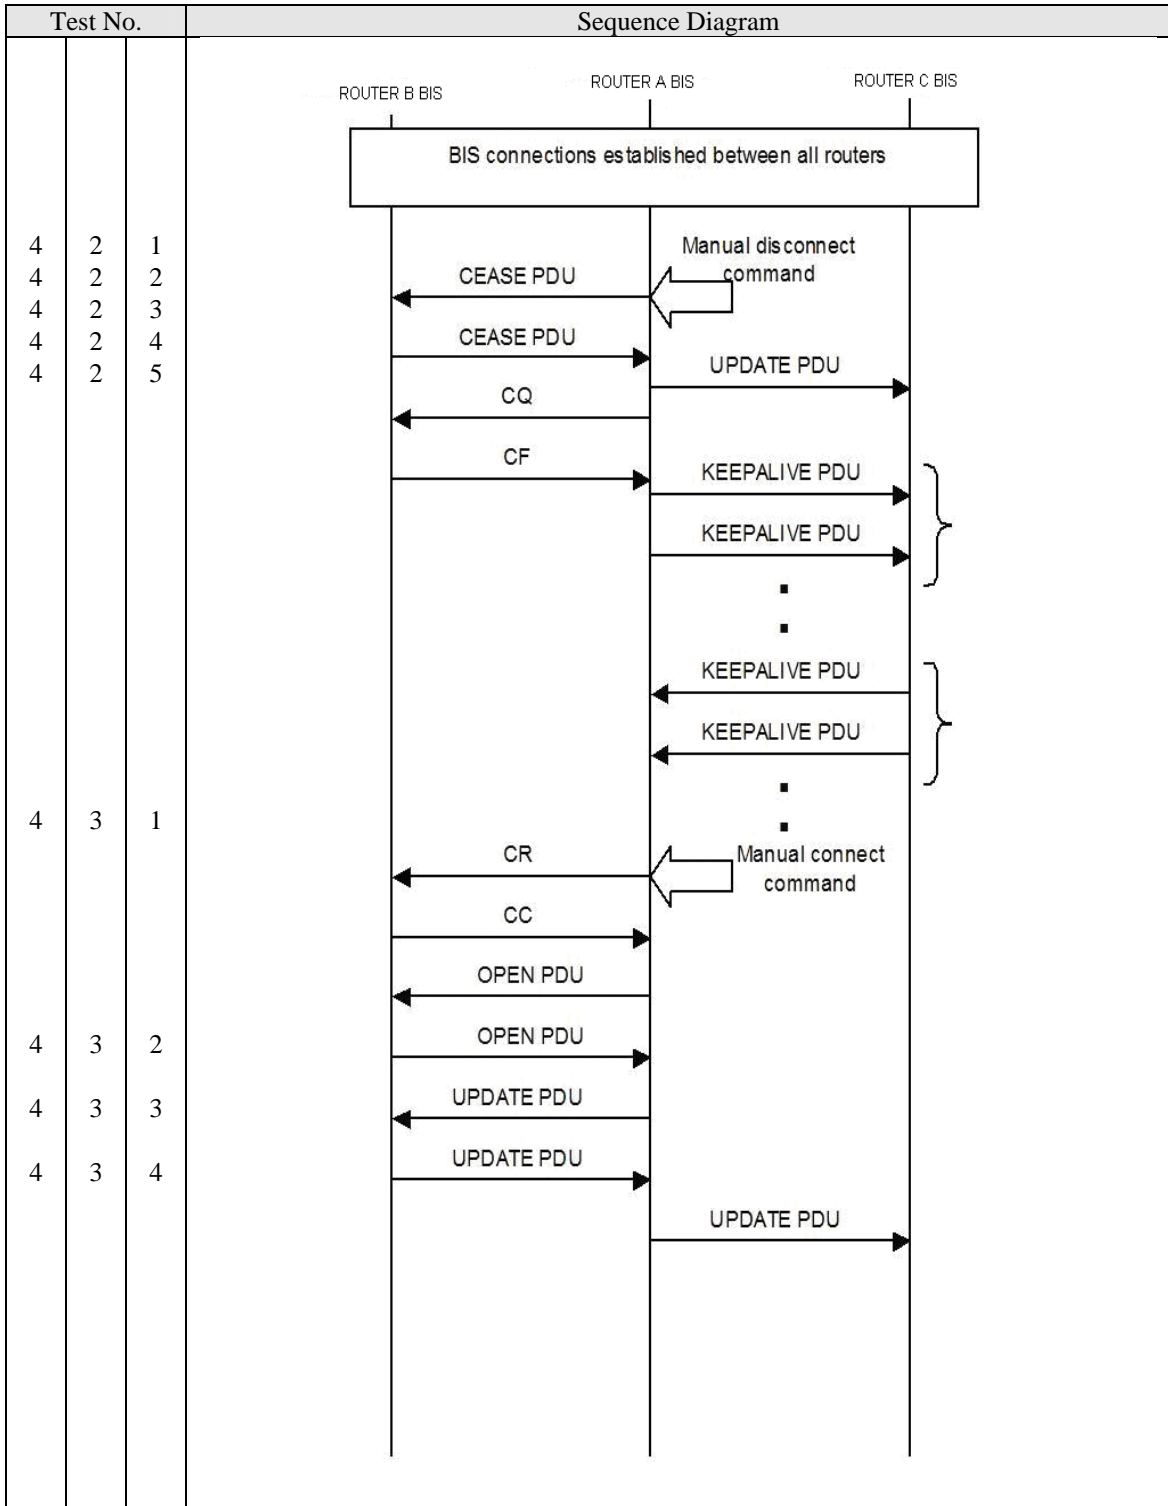 Test No. Sequence Diagram
ROUTER B BIS ROUTER A BIS ROUTER C BIS
BIS connections established between all routers
4 2 1
Manual disconnect
command
4 2 2
CEASE PDU
4 2 3
4 2 4
CEASE PDU
4 2 5
UPDATE PDU
CQ
CF
KEEPALIVE PDU
KEEPALIVE PDU
KEEPALIVE PDU
KEEPALIVE PDU
4 3 1
CR
Manual connect
command
CC
OPEN PDU
4 3 2
OPEN PDU
UPDATE PDU
4 3 3
UPDATE PDU
4 3 4
UPDATE PDU